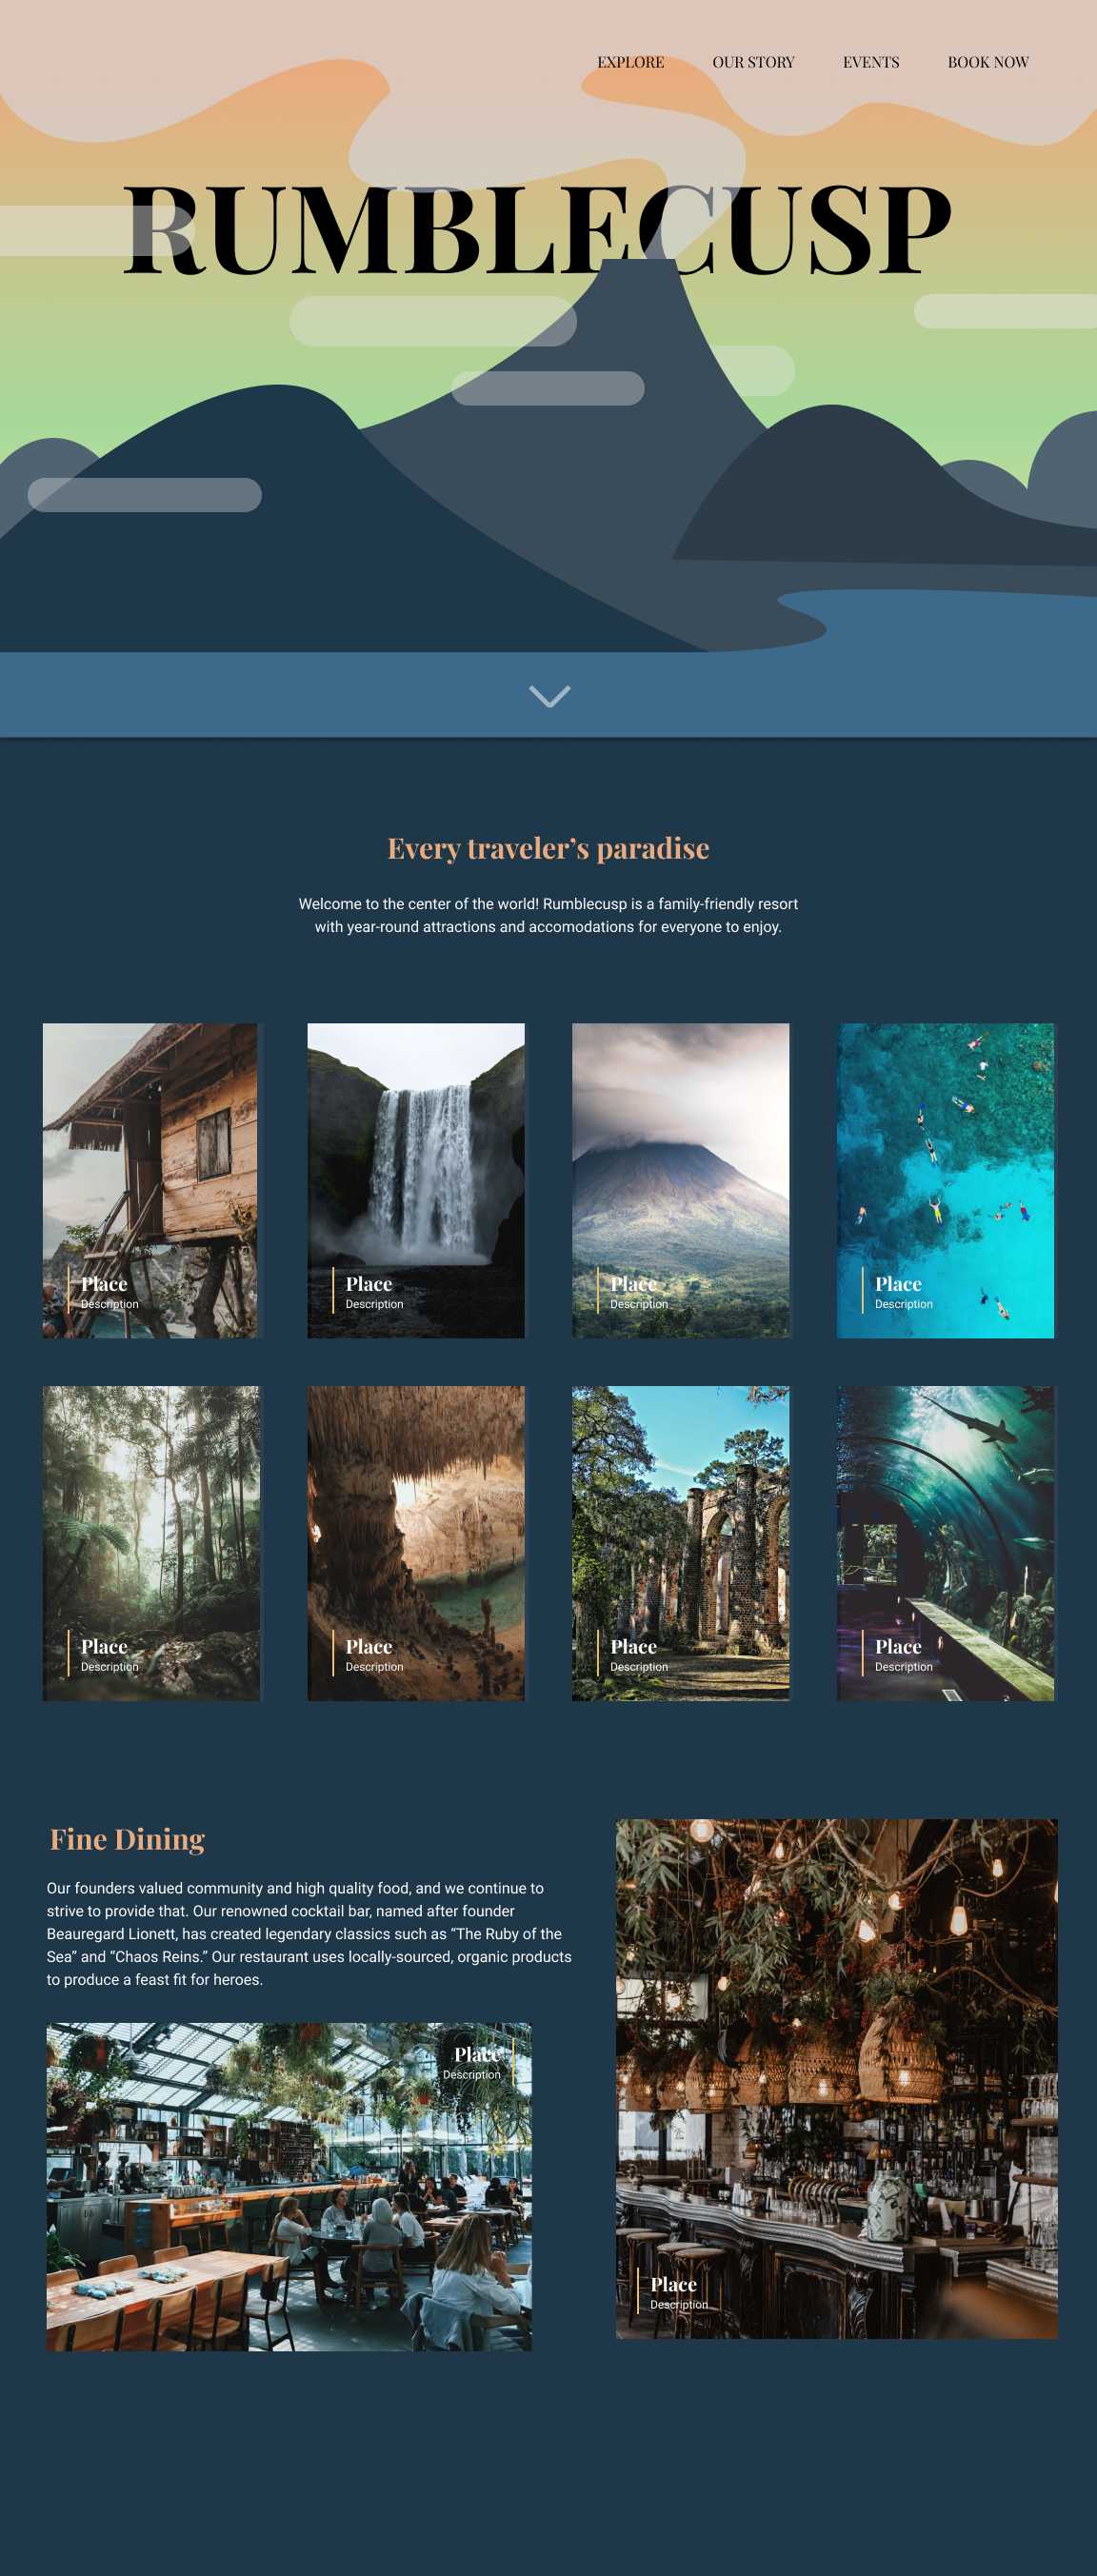 EXPLORE OUR STORY EVENTS BOOK NOW
RUMBLECUSP
Every traveler’s paradise
Welcome to the center of the world! Rumblecusp is a family-friendly resort
with year-round attractions and accomodations for everyone to enjoy.
Place
Description
Place
Description
Place
Description
Place
Description
Place
Description
Place
Description
Place
Description
Place
Description
Fine Dining
Our founders valued community and high quality food, and we continue to
strive to provide that. Our renowned cocktail bar, named after founder
Beauregard Lionett, has created legendary classics such as “The Ruby of the
Sea” and “Chaos Reins.” Our restaurant uses locally-sourced, organic products
to produce a feast fit for heroes.
Place
Description
Place
Description